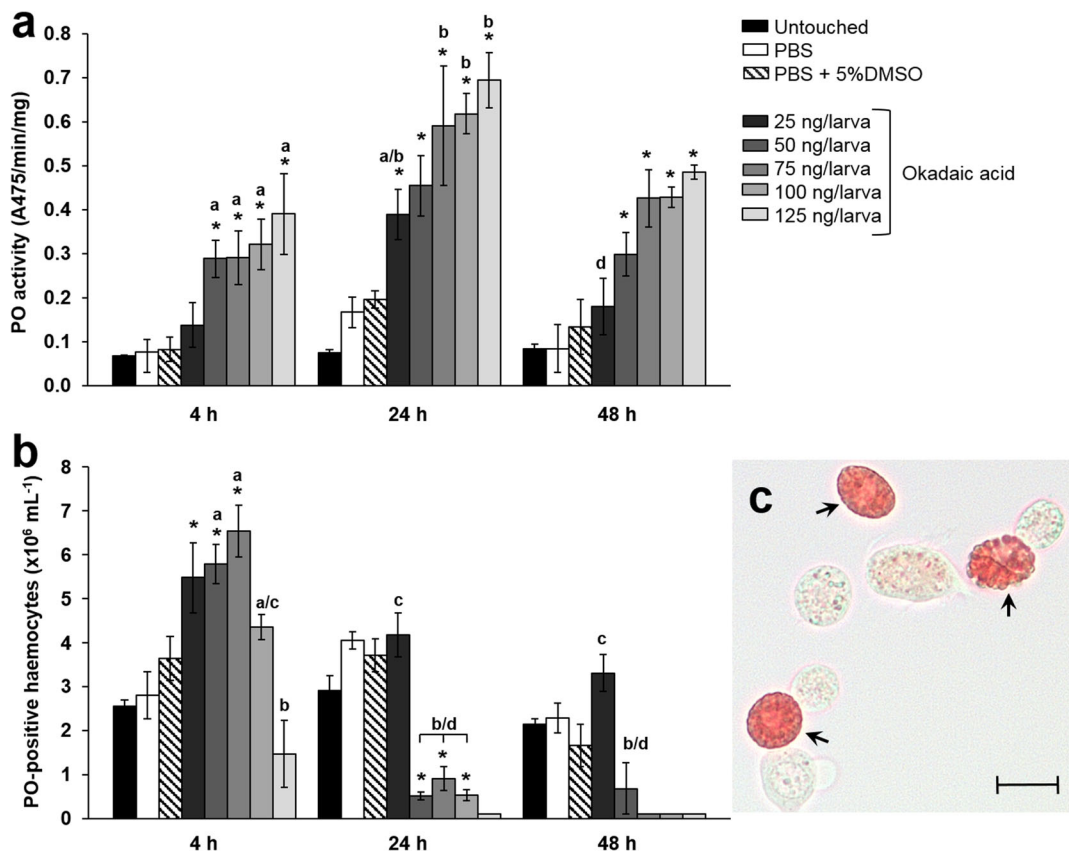 a
PO activity (A475/min/mg)
0.8
0.7
0.6
0.5
0.4
0.3
0.2
0.1
0.0
a
*
a
*
a
*
a
*
a/b
*
*
b
*
b
*
b
*
d
*
*
*
*
4 h
24 h
48 h
Untouched
PBS
PBS + 5%DMSO
25 ng/larva
50 ng/larva
75 ng/larva
100 ng/larva
125 ng/larva
Okadaic acid
b
PO-positive haemocytes (x10⁶ mL⁻¹)
8
7
6
5
4
3
2
1
0
*
a
*
a
*
a/c
b
c
b/d
*
*
*
c
b/d
4 h
24 h
48 h
c